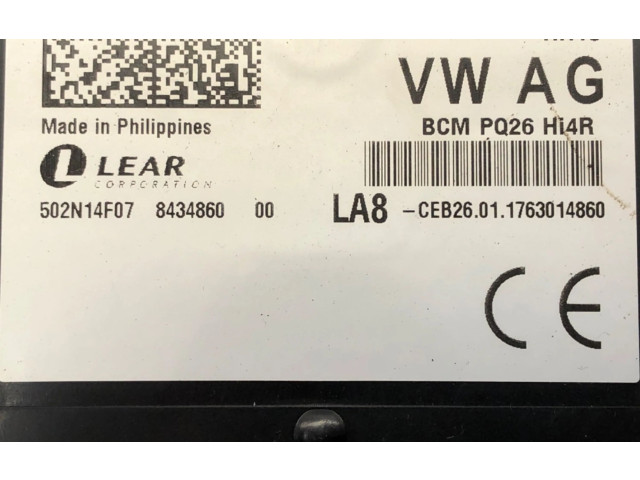 VW AG
Made in Philippines
BCM PQ26 Hi4R
LEAR
CORPORATION
502N14F07 8434860 00
LA8 -CEB26.01.1763014860
CE